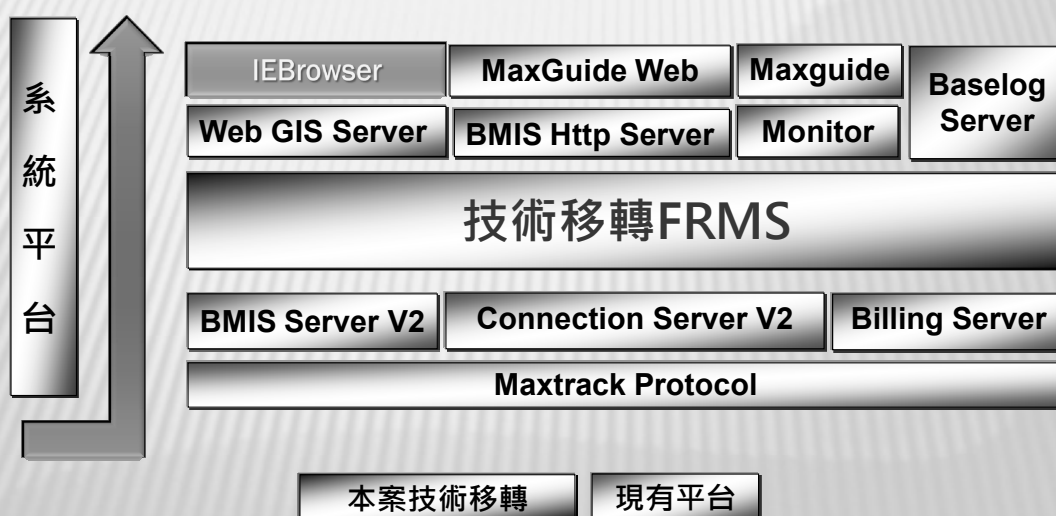 系統平台
IEBrowser
MaxGuide Web
Maxguide
Baselog
Server
Web GIS Server
BMIS Http Server
Monitor
技術移轉FRMS
BMIS Server V2
Connection Server V2
Billing Server
Maxtrack Protocol
本案技術移轉
現有平台